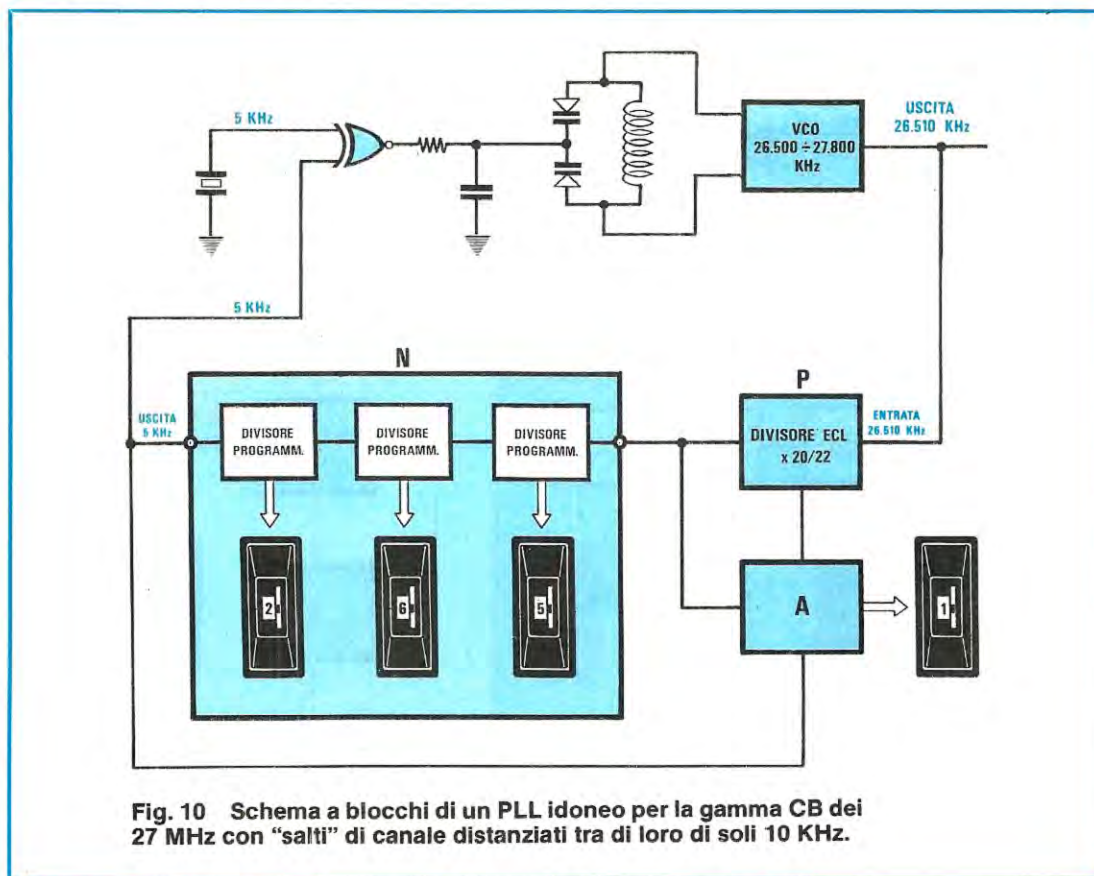 5 KHz
VCO
26.500 ÷ 27.800
KHz
USCITA
26.510 KHz
5 KHz
N
P
USCITA
5 KHz
DIVISORE
PROGRAMM.
DIVISORE
PROGRAMM.
DIVISORE
PROGRAMM.
DIVISORE ECL
x 20/22
ENTRATA
26.510 KHz
2
6
5
A
1
Fig. 10 Schema a blocchi di un PLL idoneo per la gamma CB dei
27 MHz con “salti” di canale distanziati tra di loro di soli 10 KHz.